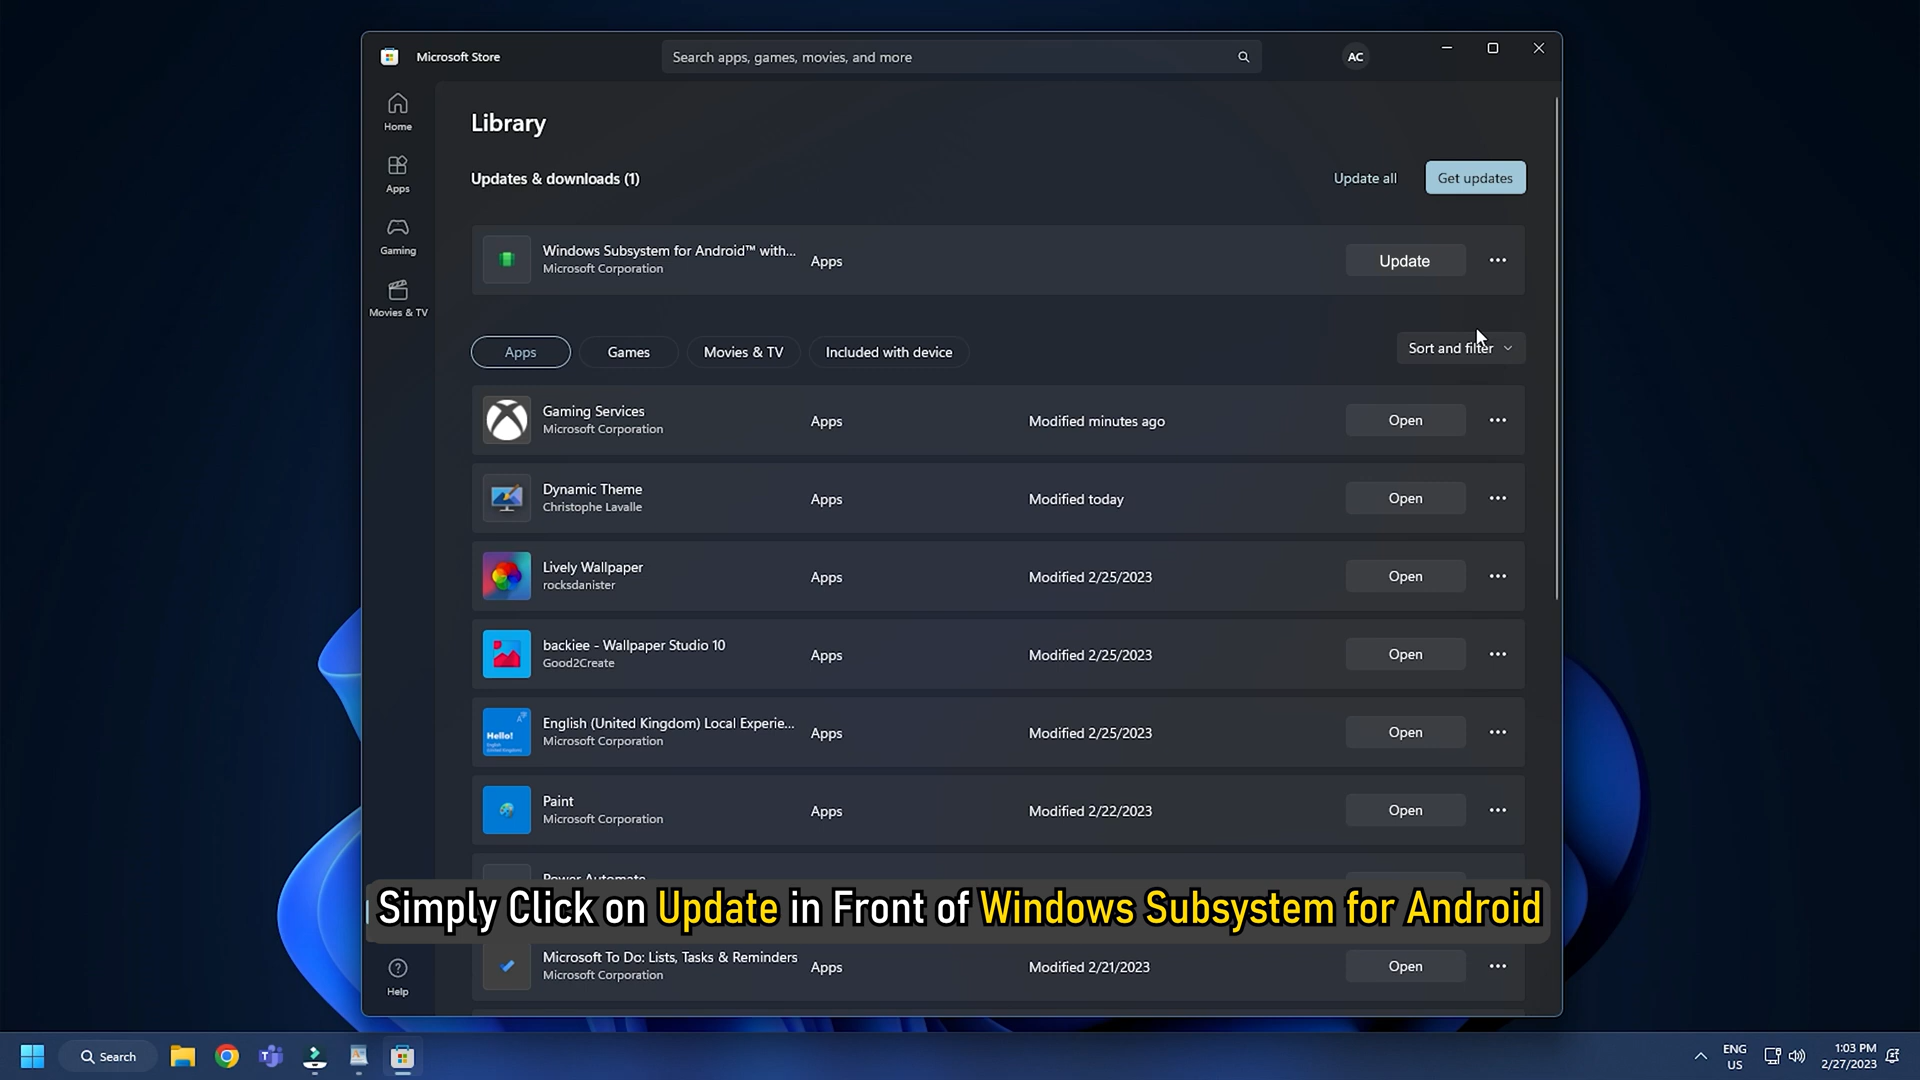 Microsoft Store
Search apps, games, movies, and more
AC
Home
Apps
Gaming
Movies & TV
Library
Updates & downloads (1)
Update all
Get updates
Windows Subsystem for Android™ with...
Microsoft Corporation
Apps
Update
Apps
Games
Movies & TV
Included with device
Sort and filter
Gaming Services
Microsoft Corporation
Apps
Modified minutes ago
Open
Dynamic Theme
Christophe Lavalle
Apps
Modified today
Open
Lively Wallpaper
rocksdanister
Apps
Modified 2/25/2023
Open
backiee - Wallpaper Studio 10
Good2Create
Apps
Modified 2/25/2023
Open
Hello!
English (United Kingdom) Local Experie...
Microsoft Corporation
Apps
Modified 2/25/2023
Open
Paint
Microsoft Corporation
Apps
Modified 2/22/2023
Open
Power Automate
Simply Click on Update in Front of Windows Subsystem for Android
Microsoft To Do: Lists, Tasks & Reminders
Microsoft Corporation
Apps
Modified 2/21/2023
Open
Help
Search
ENG
US
1:03 PM
2/27/2023